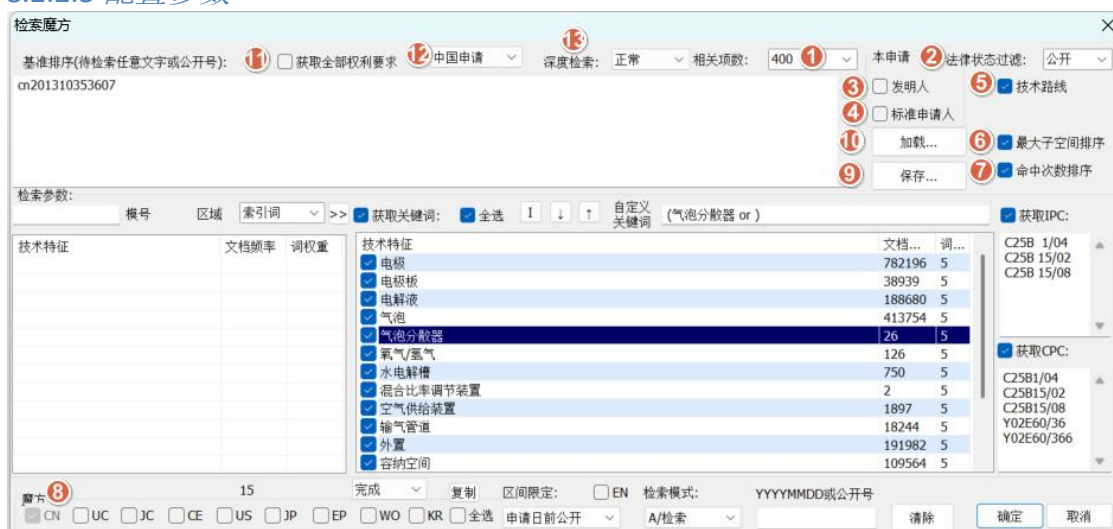 检索魔方
基准排序(待检索任意文字或公开号): 11 获取全部权利要求 12 中国申请 13 深度检索: 正常 相关项数: 400 1 本申请 2 法律状态过滤: 公开
cn201310353607
3 发明人 5 技术路线
4 标准申请人
10 加载... 6 最大子空间排序
9 保存... 7 命中次数排序
检索参数:
模号 区域 索引词 >> 获取关键词: 全选 I ↓ ↑ 自定义关键词 (气泡分散器 or ) 获取IPC:
技术特征 文档频率 词权重
技术特征 文档... 词...
电极 782196 5
电极板 38939 5
电解液 188680 5
气泡 413754 5
气泡分散器 26 5
氧气/氢气 126 5
水电解槽 750 5
混合比率调节装置 2 5
空气供给装置 1897 5
输气管道 18244 5
外置 191982 5
容纳空间 109564 5
C25B 1/04
C25B 15/02
C25B 15/08
获取CPC:
C25B1/04
C25B15/02
C25B15/08
Y02E60/36
Y02E60/366
魔方 8 15 完成 复制 区间限定: EN 检索模式: YYYYMMDD或公开号
CN UC JC CE US JP EP WO KR 全选 申请日前公开 A/检索 清除 确定 取消